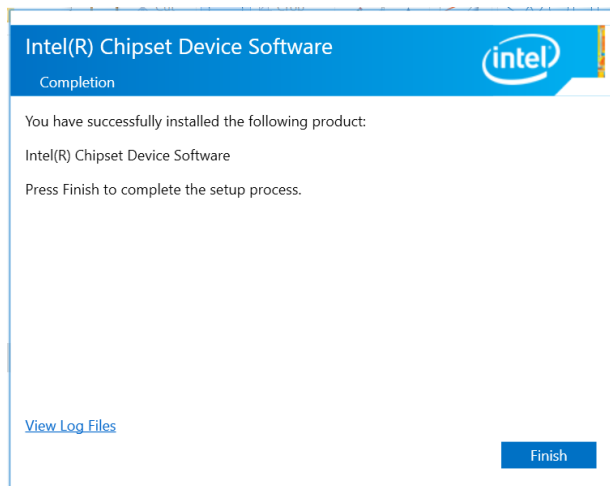 Intel(R) Chipset Device Software
intel
Completion
You have successfully installed the following product:
Intel(R) Chipset Device Software
Press Finish to complete the setup process.
View Log Files
Finish